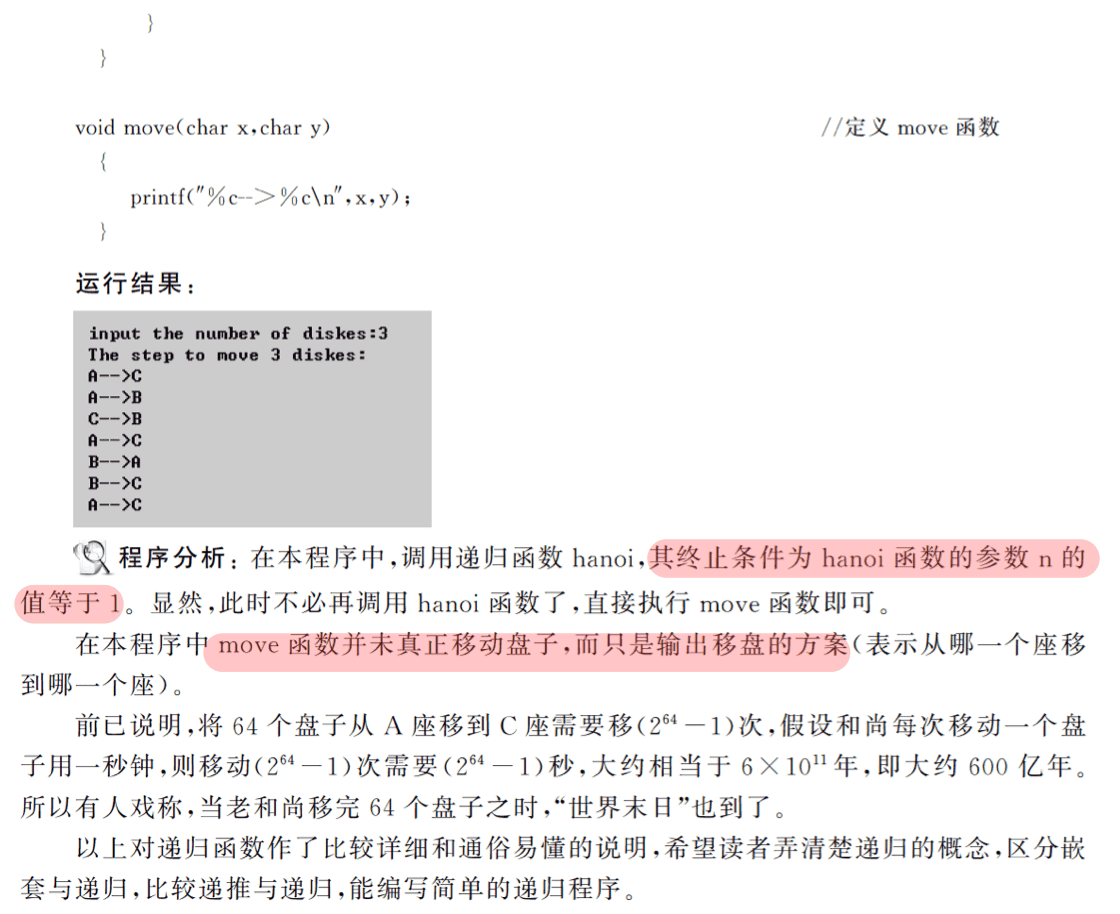 }
}
void move(char x,char y) //定义 move 函数
{
printf("%c-->%c\n",x,y);
}
运行结果:
input the number of diskes:3
The step to move 3 diskes:
A-->C
A-->B
C-->B
A-->C
B-->A
B-->C
A-->C
程序分析:在本程序中,调用递归函数 hanoi,其终止条件为 hanoi 函数的参数 n 的
值等于 1。显然,此时不必再调用 hanoi 函数了,直接执行 move 函数即可。
在本程序中 move 函数并未真正移动盘子,而只是输出移盘的方案(表示从哪一个座移
到哪一个座)。
前已说明,将 64 个盘子从 A 座移到 C 座需要移(2⁶⁴-1)次,假设和尚每次移动一个盘
子用一秒钟,则移动(2⁶⁴-1)次需要(2⁶⁴-1)秒,大约相当于 6×10¹¹年,即大约 600 亿年。
所以有人戏称,当老和尚移完 64 个盘子之时,“世界末日”也到了。
以上对递归函数作了比较详细和通俗易懂的说明,希望读者弄清楚递归的概念,区分嵌
套与递归,比较递推与递归,能编写简单的递归程序。